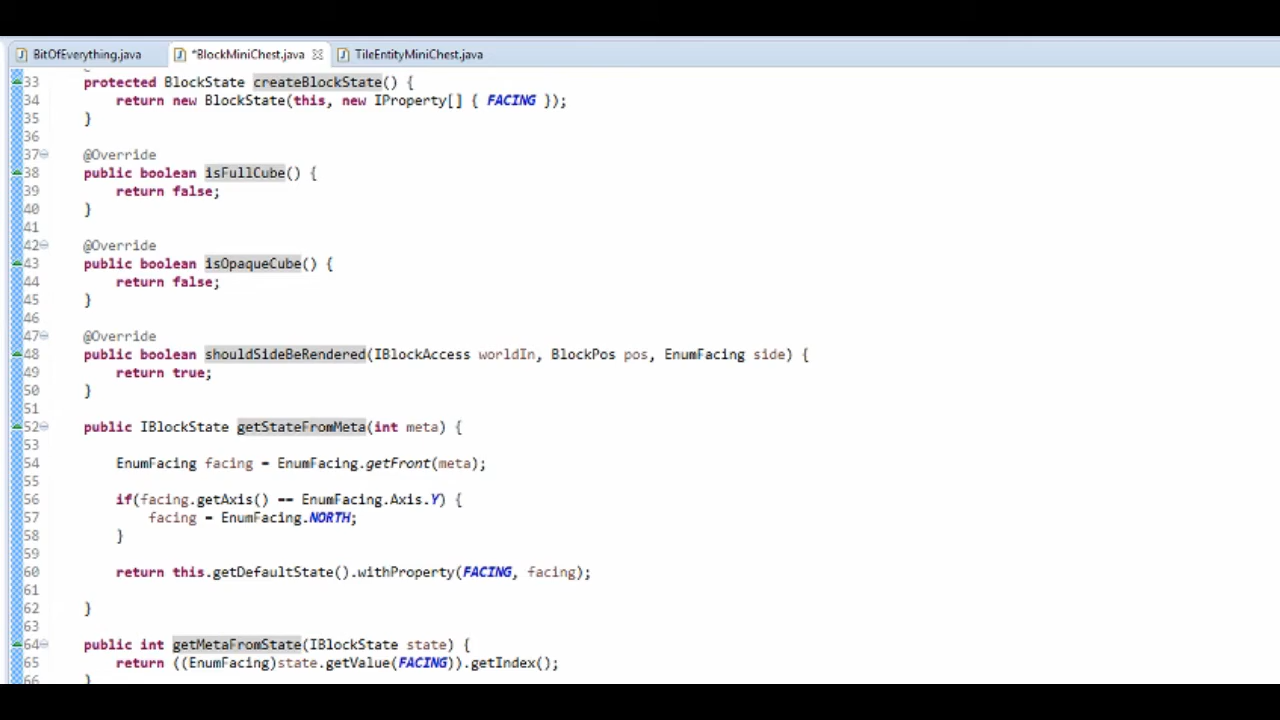 BitOfEverything.java *BlockMiniChest.java TileEntityMiniChest.java
33 protected BlockState createBlockState() {
34 return new BlockState(this, new IProperty[] { FACING });
35 }
36
37 @Override
38 public boolean isFullCube() {
39 return false;
40 }
41
42 @Override
43 public boolean isOpaqueCube() {
44 return false;
45 }
46
47 @Override
48 public boolean shouldSideBeRendered(IBlockAccess worldIn, BlockPos pos, EnumFacing side) {
49 return true;
50 }
51
52 public IBlockState getStateFromMeta(int meta) {
53
54 EnumFacing facing = EnumFacing.getFront(meta);
55
56 if(facing.getAxis() == EnumFacing.Axis.Y) {
57 facing = EnumFacing.NORTH;
58 }
59
60 return this.getDefaultState().withProperty(FACING, facing);
61
62 }
63
64 public int getMetaFromState(IBlockState state) {
65 return ((EnumFacing)state.getValue(FACING)).getIndex();
66 }